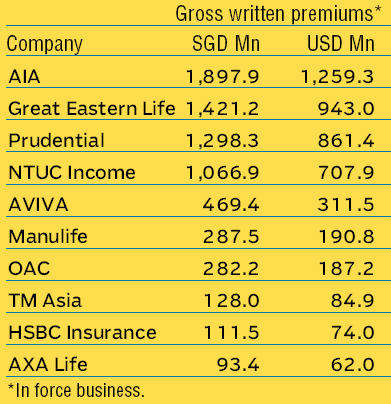 Gross written premiums*
Company SGD Mn USD Mn
AIA 1,897.9 1,259.3
Great Eastern Life 1,421.2 943.0
Prudential 1,298.3 861.4
NTUC Income 1,066.9 707.9
AVIVA 469.4 311.5
Manulife 287.5 190.8
OAC 282.2 187.2
TM Asia 128.0 84.9
HSBC Insurance 111.5 74.0
AXA Life 93.4 62.0
*In force business.